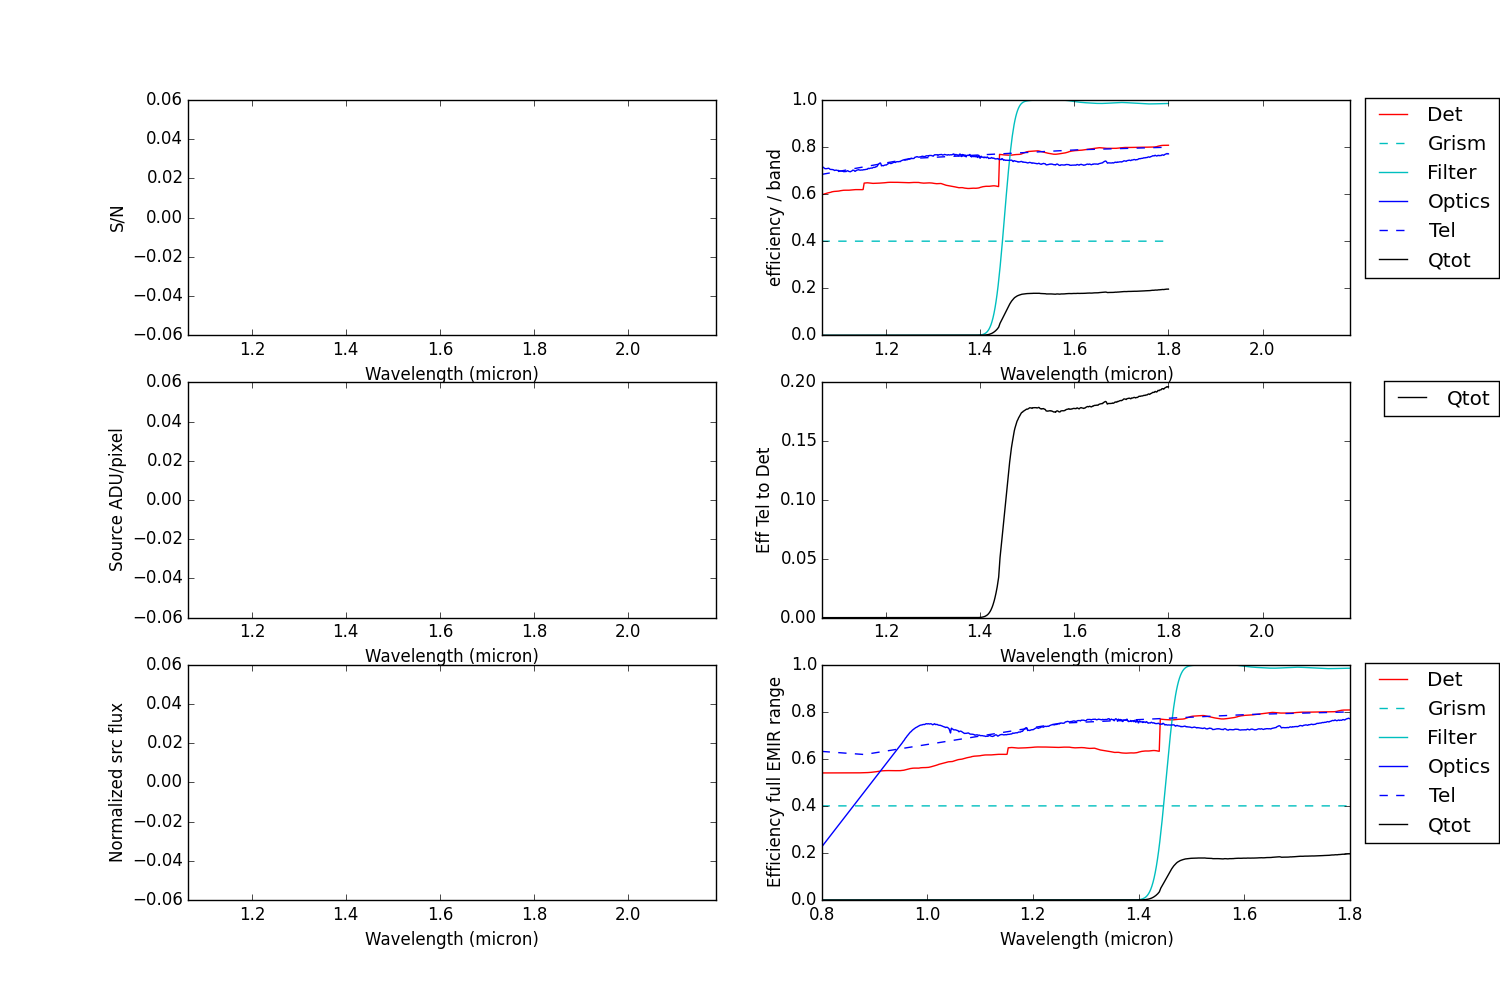 0.06
0.04
0.02
0.00
−0.02
−0.04
−0.06
S/N
1.2 1.4 1.6 1.8 2.0
Wavelength (micron)
1.0
0.8
0.6
0.4
0.2
0.0
efficiency / band
1.2 1.4 1.6 1.8 2.0
Wavelength (micron)
Det
Grism
Filter
Optics
Tel
Qtot
0.06
0.04
0.02
0.00
−0.02
−0.04
−0.06
Source ADU/pixel
1.2 1.4 1.6 1.8 2.0
Wavelength (micron)
0.20
0.15
0.10
0.05
0.00
Eff Tel to Det
1.2 1.4 1.6 1.8 2.0
Wavelength (micron)
Qtot
0.06
0.04
0.02
0.00
−0.02
−0.04
−0.06
Normalized src flux
1.2 1.4 1.6 1.8 2.0
Wavelength (micron)
1.0
0.8
0.6
0.4
0.2
0.0
Efficiency full EMIR range
0.8 1.0 1.2 1.4 1.6 1.8
Wavelength (micron)
Det
Grism
Filter
Optics
Tel
Qtot